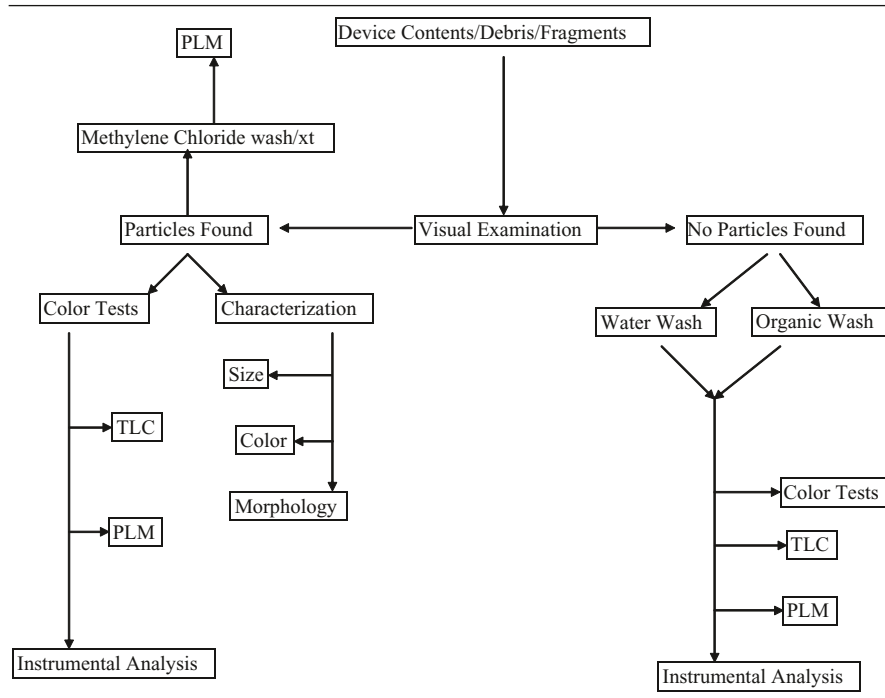 PLM
Device Contents/Debris/Fragments
Methylene Chloride wash/xt
Particles Found
Visual Examination
No Particles Found
Color Tests
Characterization
Water Wash
Organic Wash
Size
TLC
Color
Morphology
PLM
Color Tests
TLC
PLM
Instrumental Analysis
Instrumental Analysis